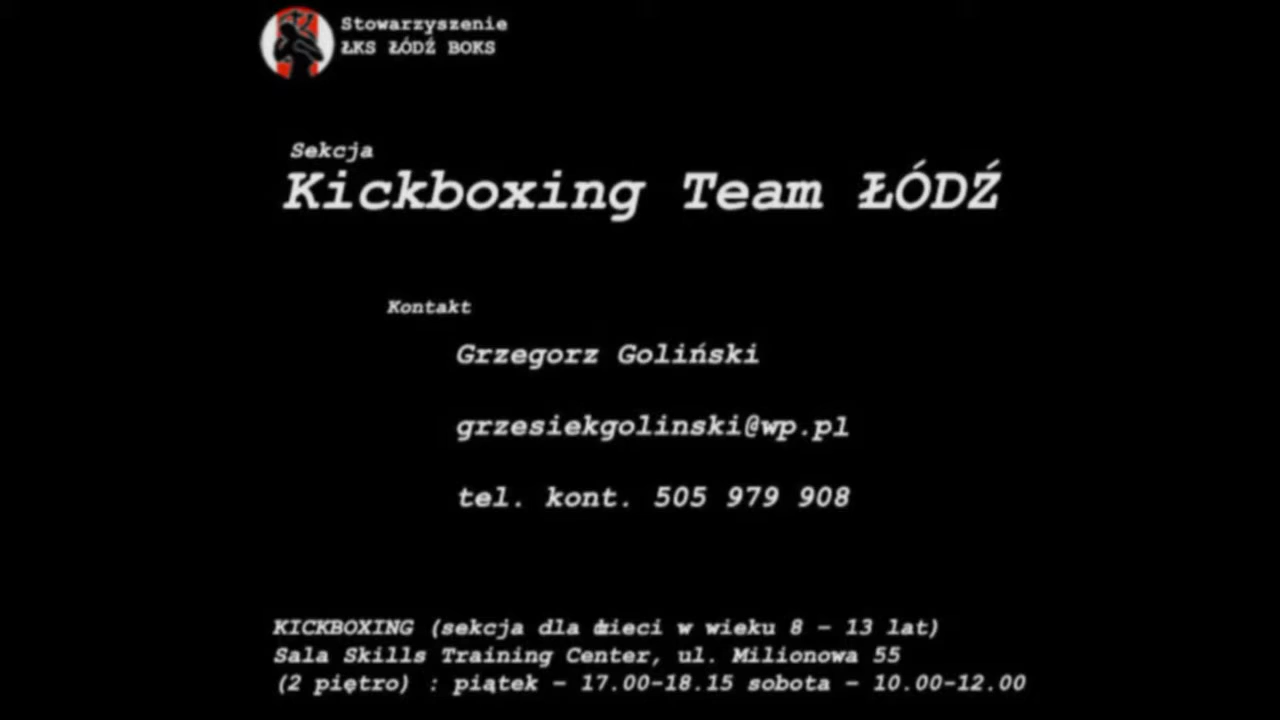 Stowarzyszenie
ŁKS ŁÓDŹ BOKS
Sekcja
Kickboxing Team ŁÓDŹ
Kontakt
Grzegorz Goliński
grzesiekgolinski@wp.pl
tel. kont. 505 979 908
KICKBOXING (sekcja dla dzieci w wieku 8 – 13 lat)
Sala Skills Training Center, ul. Milionowa 55
(2 piętro) : piątek – 17.00-18.15 sobota – 10.00-12.00